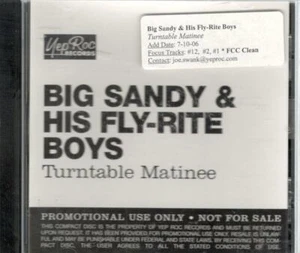 YepRoc
RECORDS
Big Sandy & His Fly-Rite Boys
Turntable Matinee
Add Date: 7-10-06
Focus Tracks: #12, #2, #1 * FCC Clean
Contact: joe.swank@yeproc.com
BIG SANDY &
HIS FLY-RITE
BOYS
Turntable Matinee
PROMOTIONAL USE ONLY • NOT FOR SALE
THIS COMPACT DISC IS THE PROPERTY OF YEP ROC RECORDS AND MUST BE RETURNED
UPON REQUEST. IT HAS BEEN PROVIDED FOR PROMOTIONAL USE ONLY. RESALE IS UNLAW-
FUL AND MAY BE PUNISHABLE UNDER FEDERAL AND STATE LAWS. BY RECEIVING THIS COM-
PACT DISC, THE USER AGREES TO ALL THE STATED CONDITIONS OF USE.